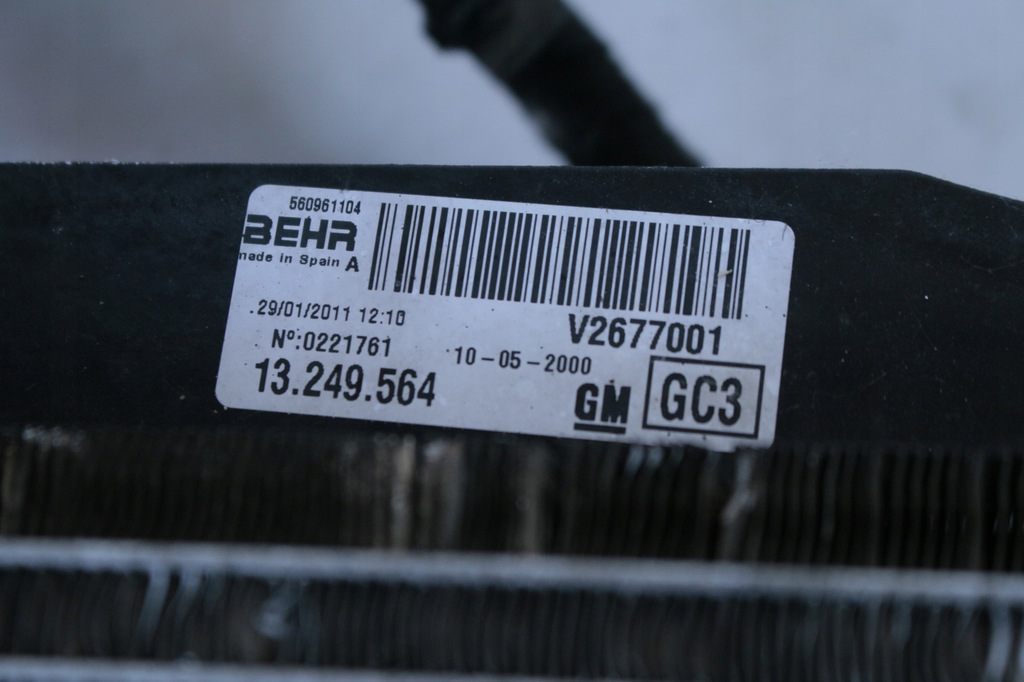 560961104
BEHR
made in Spain A
29/01/2011 12:10
V2677001
Nº:0221761
10-05-2000
13.249.564
GM
GC3